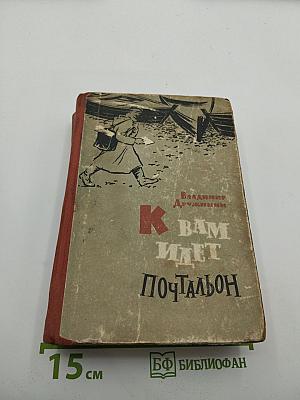 Владимир
Дружинин
К
ВАМ
ИДЕТ
ПОЧТАЛЬОН
15 см
БФ БИБЛИОФАН